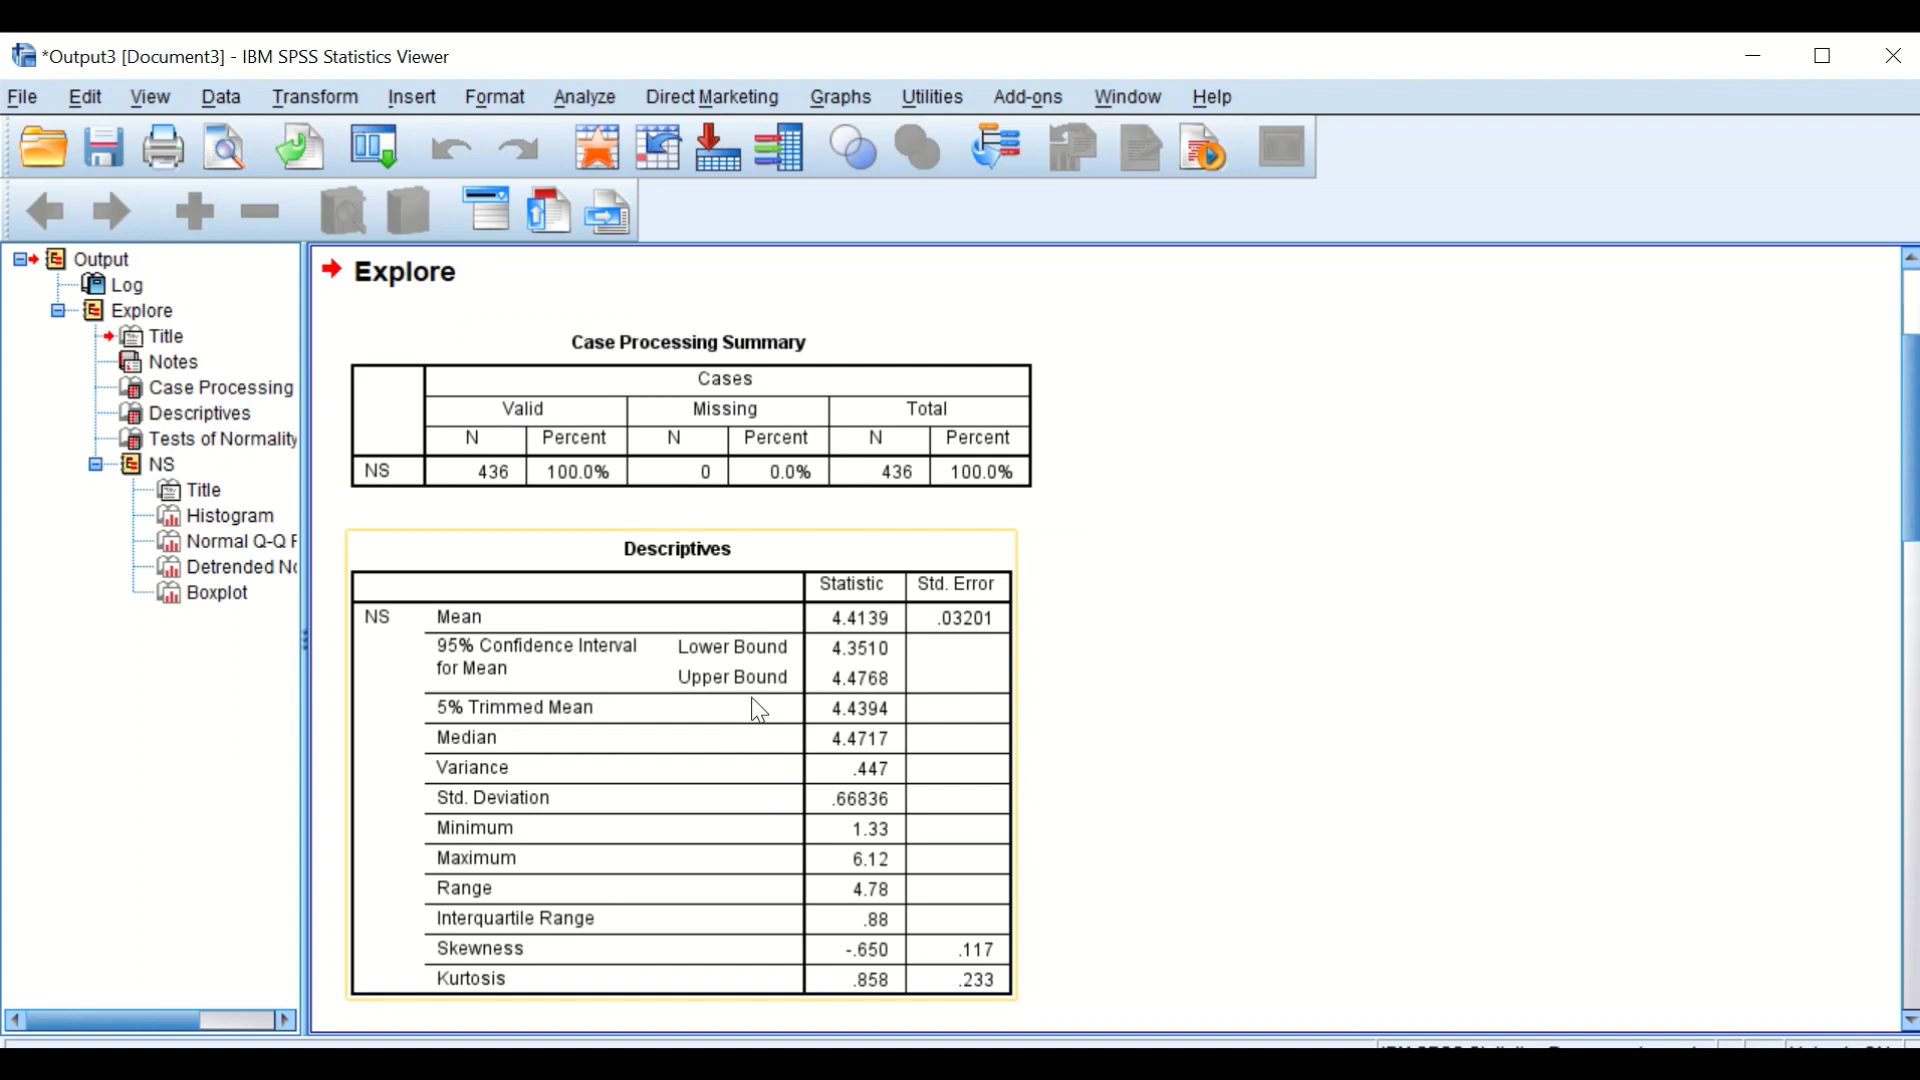 *Output3 [Document3] - IBM SPSS Statistics Viewer
File Edit View Data Transform Insert Format Analyze Direct Marketing Graphs Utilities Add-ons Window Help
Output
Log
Explore
Title
Notes
Case Processing
Descriptives
Tests of Normality
NS
Title
Histogram
Normal Q-Q
Detrended
Boxplot
Explore
Case Processing Summary
Cases
Valid Missing Total
N Percent N Percent N Percent
NS 436 100.0% 0 0.0% 436 100.0%
Descriptives
Statistic Std. Error
NS Mean 4.4139 .03201
95% Confidence Interval Lower Bound 4.3510
for Mean
Upper Bound 4.4768
5% Trimmed Mean 4.4394
Median 4.4717
Variance .447
Std. Deviation .66836
Minimum 1.33
Maximum 6.12
Range 4.78
Interquartile Range .88
Skewness -.650 .117
Kurtosis .858 .233